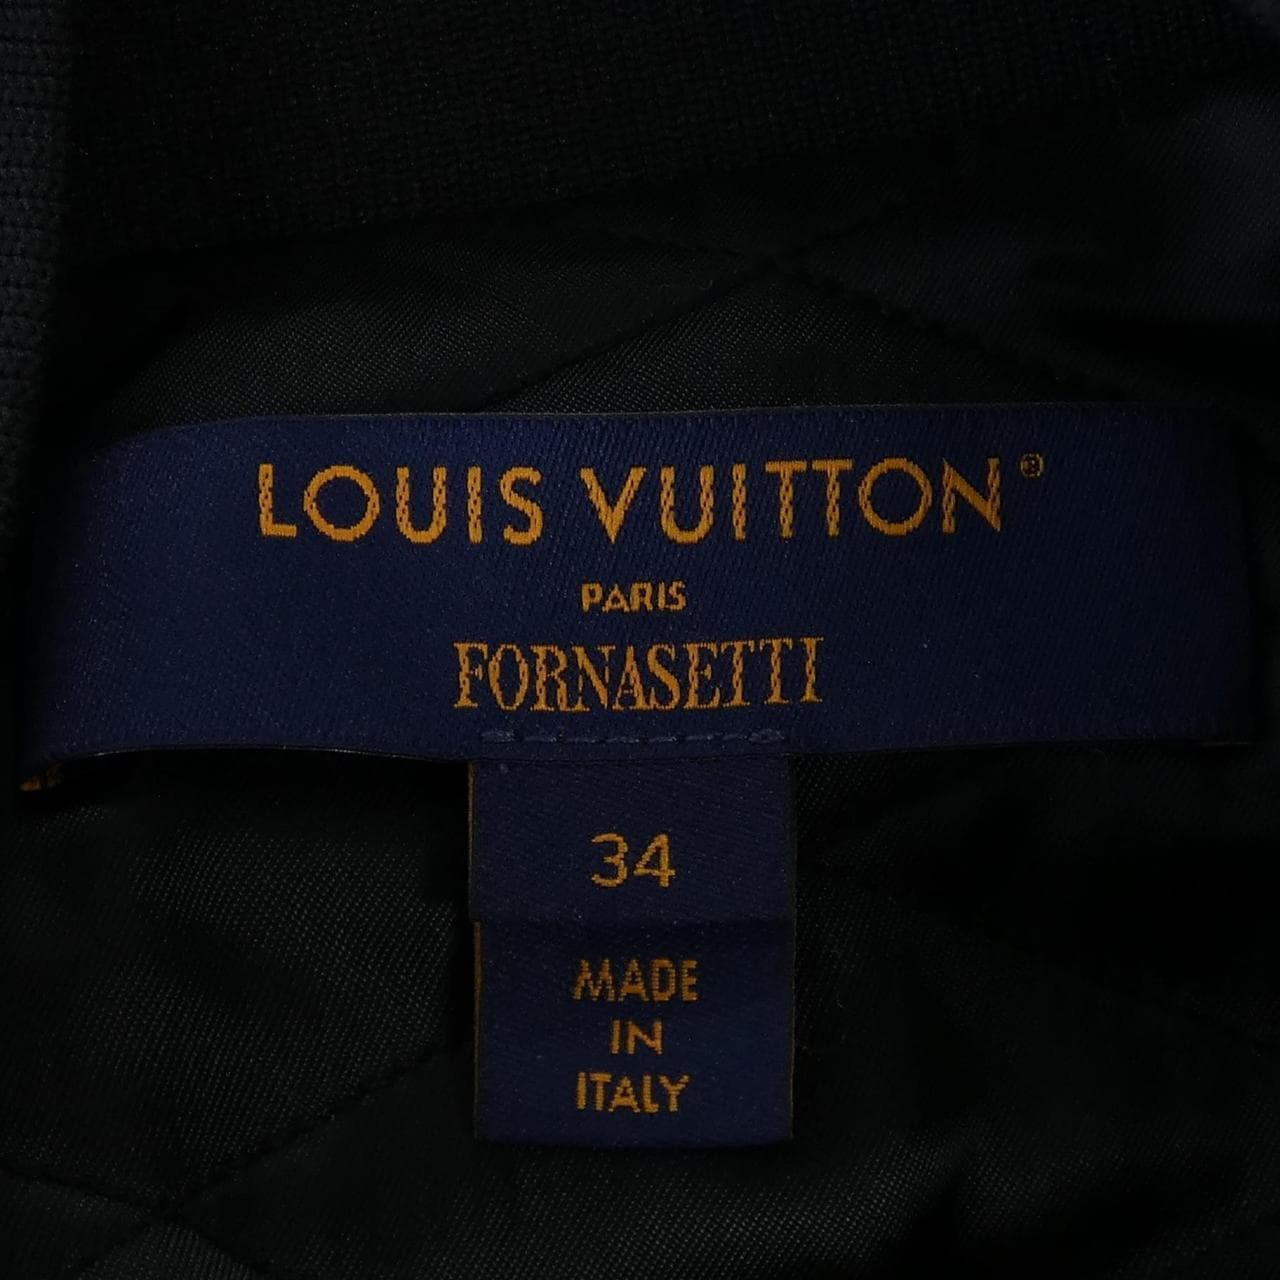 LOUIS VUITTON®
PARIS
FORNASETTI
34
MADE
IN
ITALY